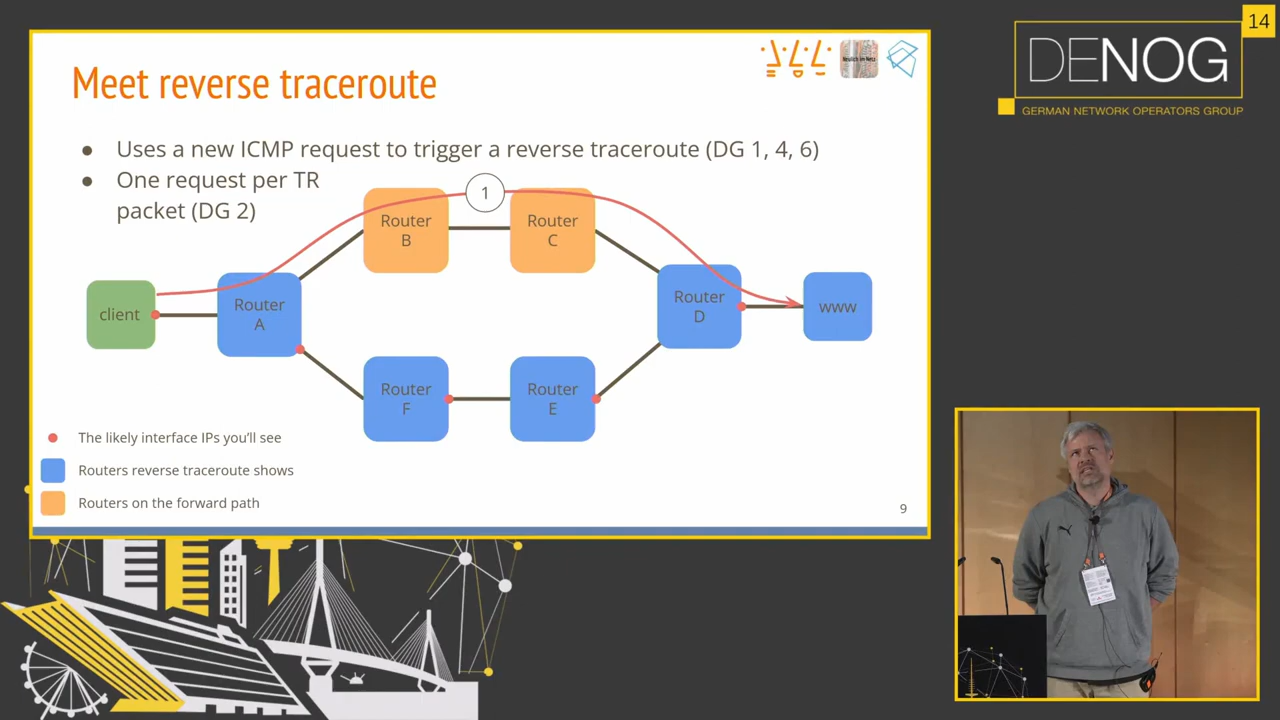 14
DENOG
GERMAN NETWORK OPERATORS GROUP
Meet reverse traceroute
● Uses a new ICMP request to trigger a reverse traceroute (DG 1, 4, 6)
● One request per TR
packet (DG 2)
1
Router
B
Router
C
client
Router
A
Router
D
www
Router
F
Router
E
The likely interface IPs you'll see
Routers reverse traceroute shows
Routers on the forward path
9